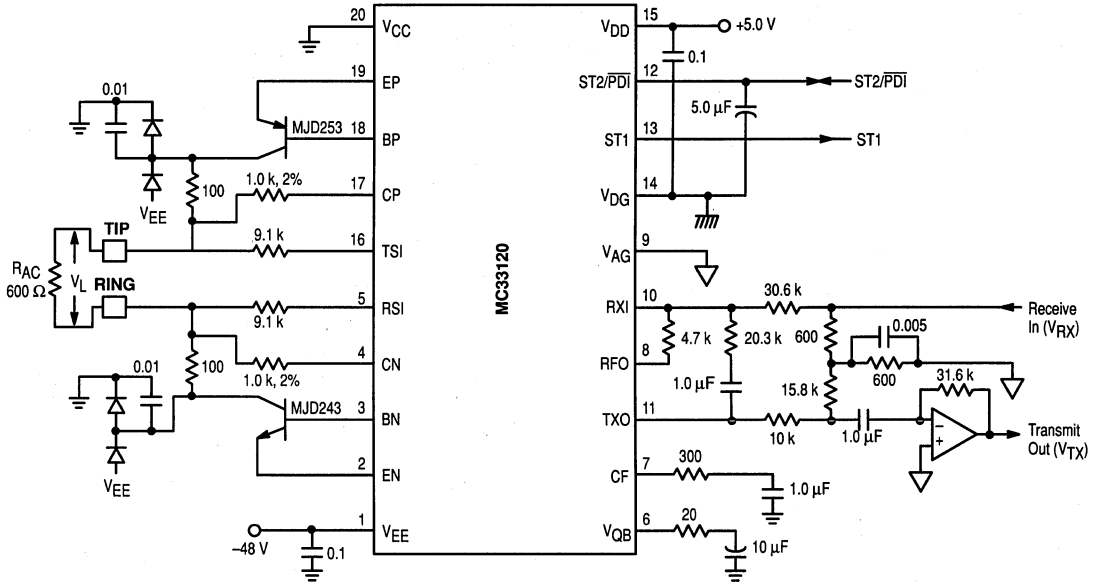 20
VCC
19
EP
0.01
MJD253
18
BP
1.0 k, 2%
17
CP
100
VEE
TIP
9.1 k
16
TSI
RAC
600 Ω
VL
RING
5
RSI
9.1 k
4
CN
100
1.0 k, 2%
0.01
MJD243
3
BN
2
EN
VEE
1
VEE
–48 V
0.1
MC33120
VDD
15
+5.0 V
0.1
ST2/PDI
12
ST2/PDI
5.0 µF
ST1
13
ST1
VDG
14
VAG
9
RXI
10
30.6 k
Receive
In (VRX)
4.7 k
20.3 k
600
0.005
RFO
8
600
1.0 µF
15.8 k
31.6 k
TXO
11
10 k
1.0 µF
–
+
Transmit
Out (VTX)
CF
7
300
1.0 µF
VQB
6
20
10 µF